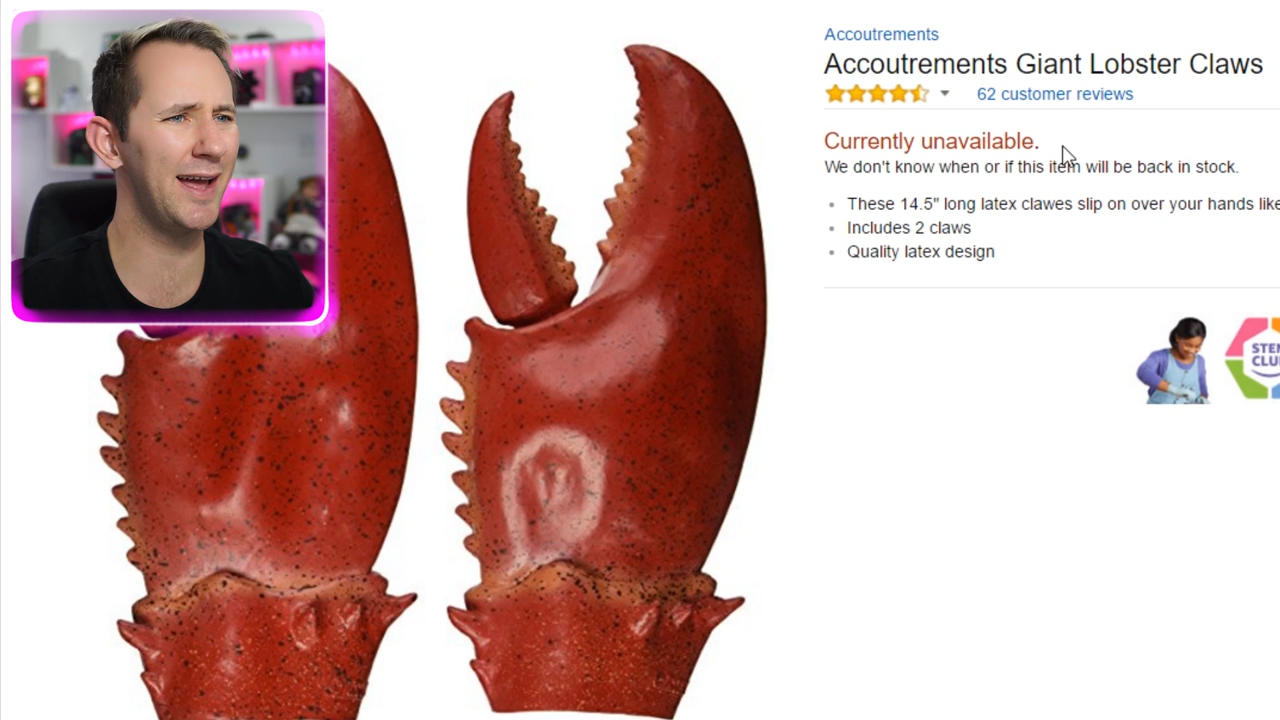 Accoutrements
Accoutrements Giant Lobster Claws
62 customer reviews
Currently unavailable.
We don't know when or if this item will be back in stock.
These 14.5" long latex clawes slip on over your hands like
Includes 2 claws
Quality latex design
STEM
CLUB